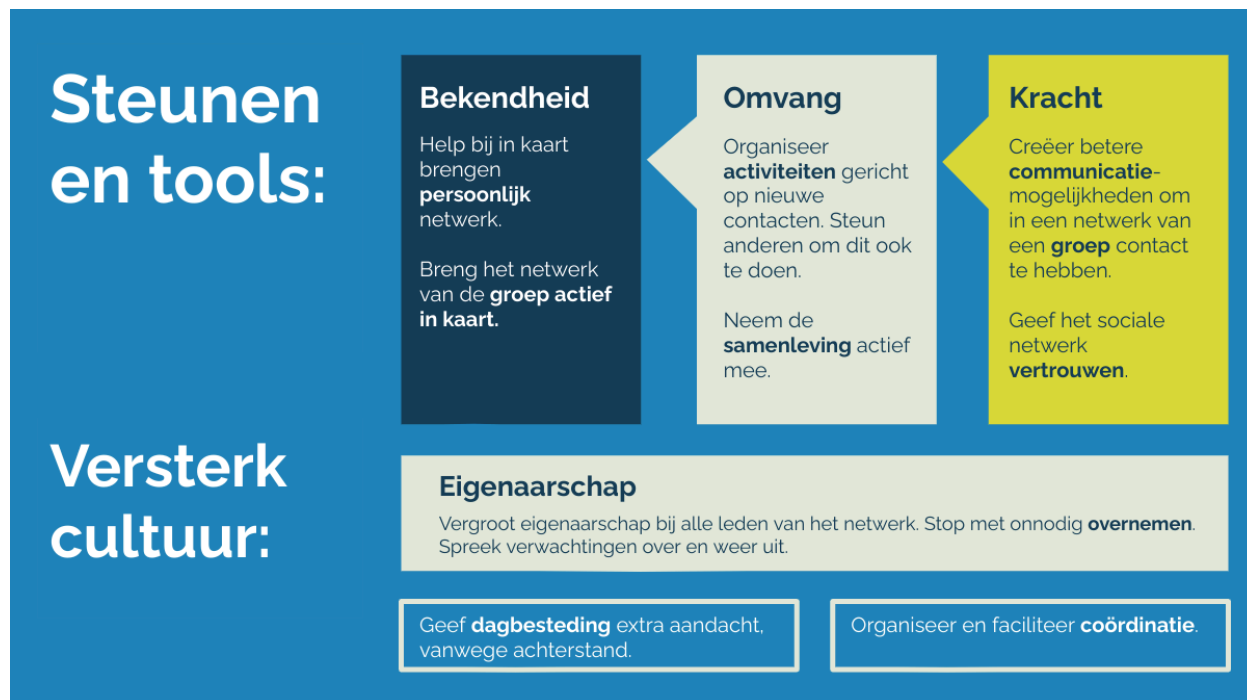 Steunen
en tools:
Bekendheid
Help bij in kaart
brengen
persoonlijk
netwerk.
Breng het netwerk
van de groep actief
in kaart.
Omvang
Organiseer
activiteiten gericht
op nieuwe
contacten. Steun
anderen om dit ook
te doen.
Neem de
samenleving actief
mee.
Kracht
Creëer betere
communicatie-
mogelijkheden om
in een netwerk van
een groep contact
te hebben.
Geef het sociale
netwerk
vertrouwen.
Versterk
cultuur:
Eigenaarschap
Vergroot eigenaarschap bij alle leden van het netwerk. Stop met onnodig overnemen.
Spreek verwachtingen over en weer uit.
Geef dagbesteding extra aandacht,
vanwege achterstand.
Organiseer en faciliteer coördinatie.